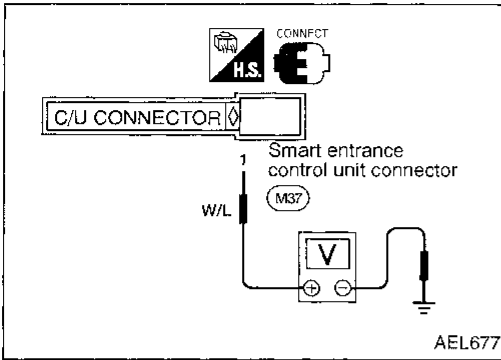 CONNECT
H.S.
C/U CONNECTOR
1
Smart entrance
control unit connector
M37
W/L
V
AEL677